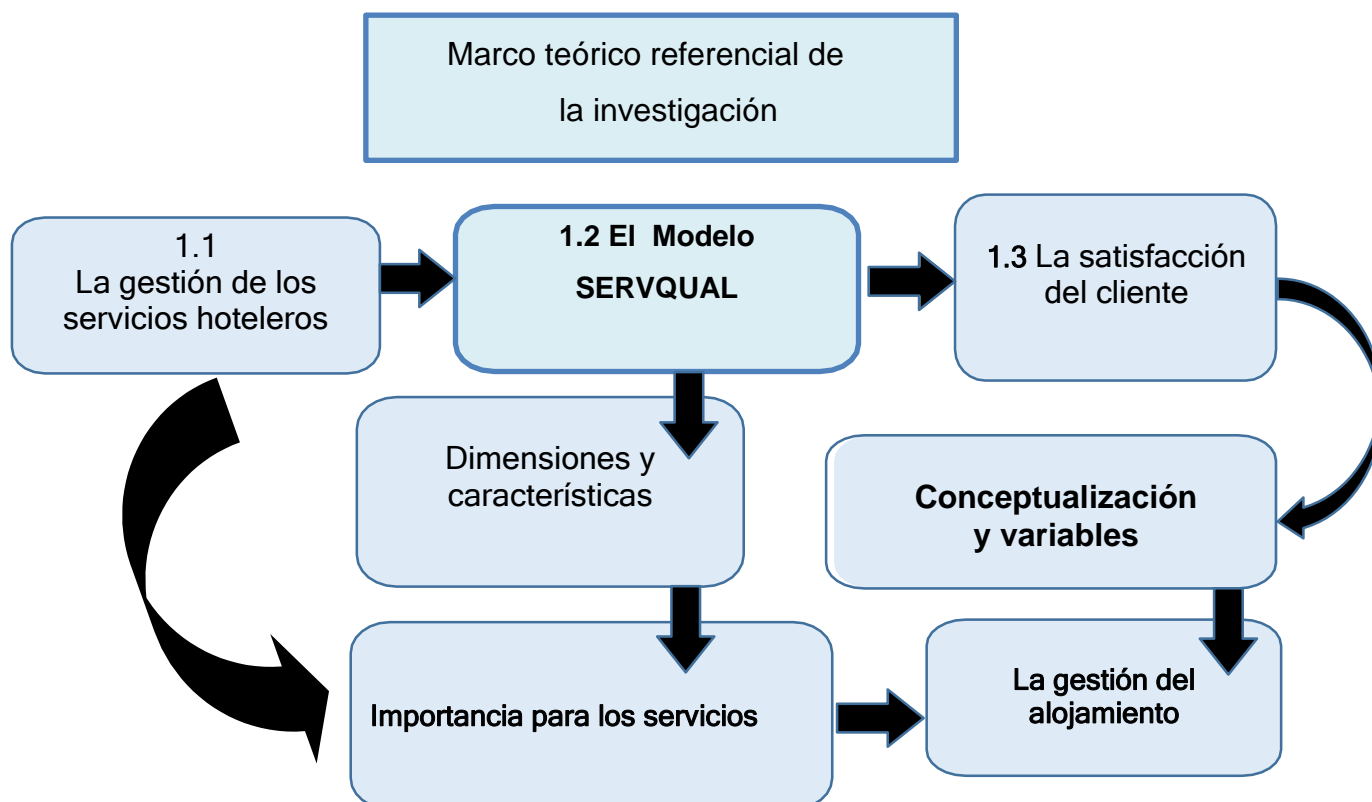 Marco teórico referencial de
la investigación
1.1
La gestión de los
servicios hoteleros
1.2 El Modelo
SERVQUAL
1.3 La satisfacción
del cliente
Dimensiones y
características
Conceptualización
y variables
Importancia para los servicios
La gestión del
alojamiento